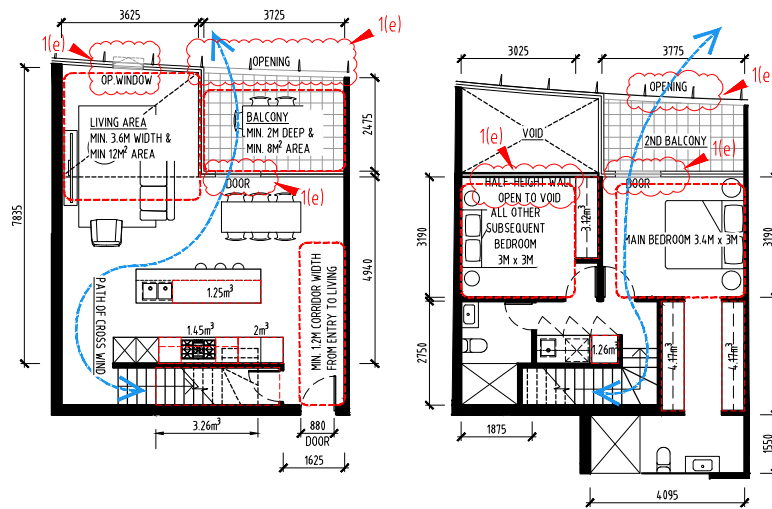 3625
3725
3025
3775
1(e)
1(e)
OPENING
OP.WINDOW
LIVING AREA
MIN. 3.6M WIDTH &
MIN 12M² AREA
BALCONY
MIN. 2M DEEP &
MIN. 8M² AREA
2475
DOOR
1(e)
7835
4940
PATH OF CROSS WIND
MIN. 1.2M CORRIDOR WIDTH
FROM ENTRY TO LIVING
1.25m³
1.45m³
2m³
3.26m³
880
DOOR
1625
1(e)
OPENING
VOID
2ND BALCONY
1(e)
1(e)
DOOR
HALF HEIGHT WALL
OPEN TO VOID
ALL OTHER
SUBSEQUENT
BEDROOM
3M x 3M
3.12m³
MAIN BEDROOM 3.4M x 3M
3190
3190
2750
2750
1.26m³
4.17m³
4.17m³
1875
1550
4095